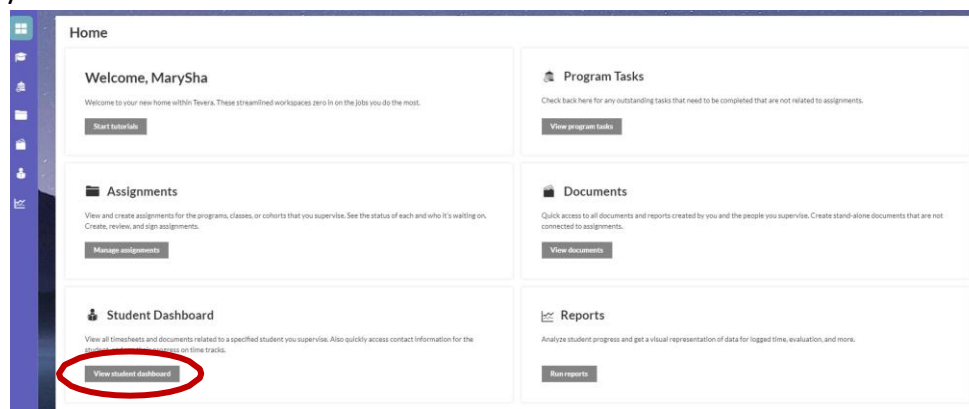 Home
Welcome, MarySha
Welcome to your new home within Tevera. These streamlined workspaces zero in on the jobs you do the most.
Start tutorials
Program Tasks
Check back here for any outstanding tasks that need to be completed that are not related to assignments.
View program tasks
Assignments
View and create assignments for the programs, classes, or cohorts that you supervise. See the status of each and who it's waiting on.
Create, review, and sign assignments.
Manage assignments
Documents
Quick access to all documents and reports created by you and the people you supervise. Create stand-alone documents that are not
connected to assignments.
View documents
Student Dashboard
View all timesheets and documents related to a specified student you supervise. Also quickly access contact information for the
progress on time tracks.
View student dashboard
Reports
Analyze student progress and get a visual representation of data for logged time, evaluation, and more.
Run reports